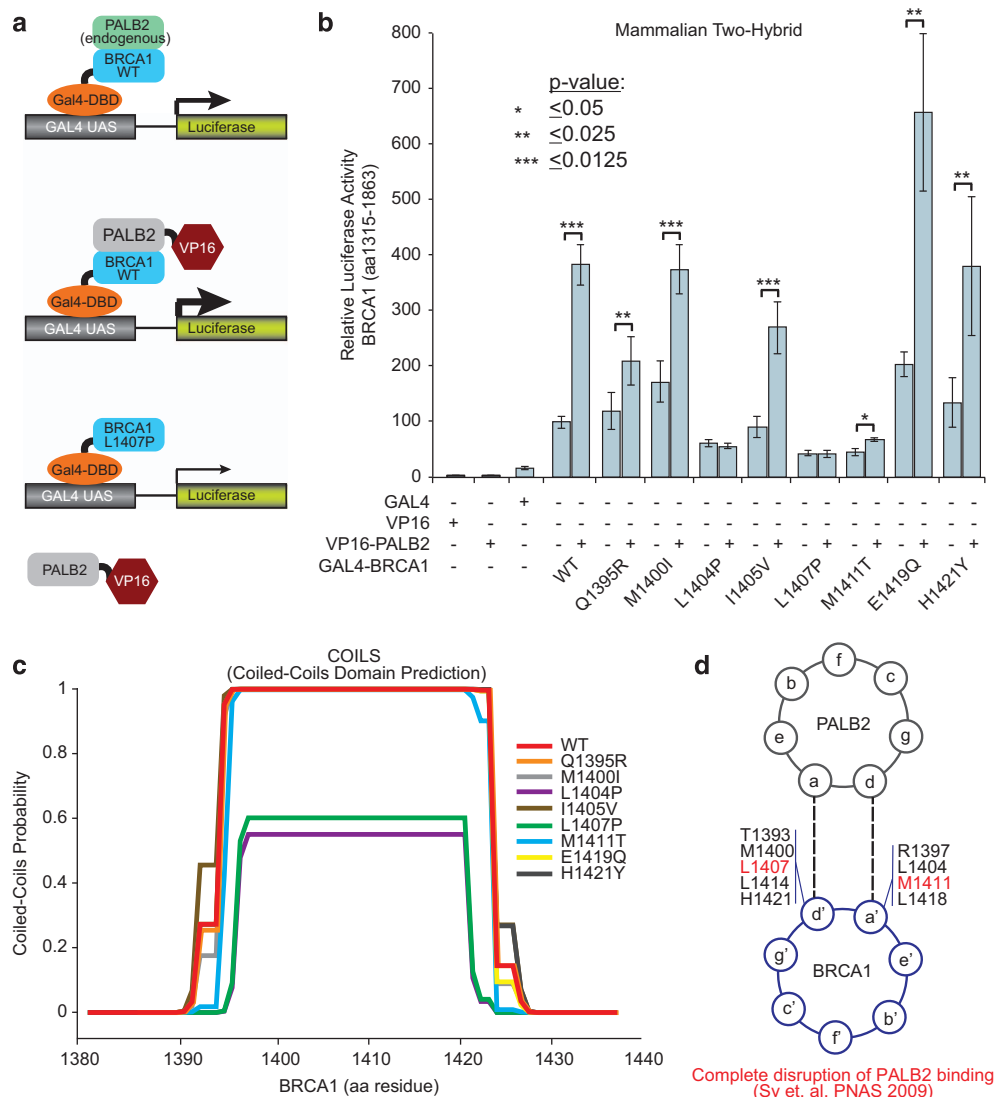 a
PALB2
(endogenous)
BRCA1
WT
Gal4-DBD
GAL4 UAS
Luciferase
PALB2
VP16
BRCA1
WT
Gal4-DBD
GAL4 UAS
Luciferase
BRCA1
L1407P
Gal4-DBD
GAL4 UAS
Luciferase
PALB2
VP16
b
Mammalian Two-Hybrid
Relative Luciferase Activity
BRCA1 (aa1315-1863)
800
700
600
500
400
300
200
100
0
p-value:
* ≤0.05
** ≤0.025
*** ≤0.0125
***
**
***
***
*
**
**
GAL4 - - + - - - - - - - - - - - - - - - - - -
VP16 + - - - - - - - - - - - - - - - - - - - -
VP16-PALB2 - + - - + - + - + - + - + - + - + - + - +
GAL4-BRCA1 - - - WT Q1395R M1400I L1404P I1405V L1407P M1411T E1419Q H1421Y
c
COILS
(Coiled-Coils Domain Prediction)
Coiled-Coils Probability
1
0.8
0.6
0.4
0.2
0
1380 1390 1400 1410 1420 1430 1440
BRCA1 (aa residue)
WT
Q1395R
M1400I
L1404P
I1405V
L1407P
M1411T
E1419Q
H1421Y
d
f
b c
PALB2
e g
a d
T1393
M1400
L1407
L1414
H1421
R1397
L1404
M1411
L1418
d' a'
g' e'
BRCA1
c' b'
f'
Complete disruption of PALB2 binding
(Sy et. al. PNAS 2009)